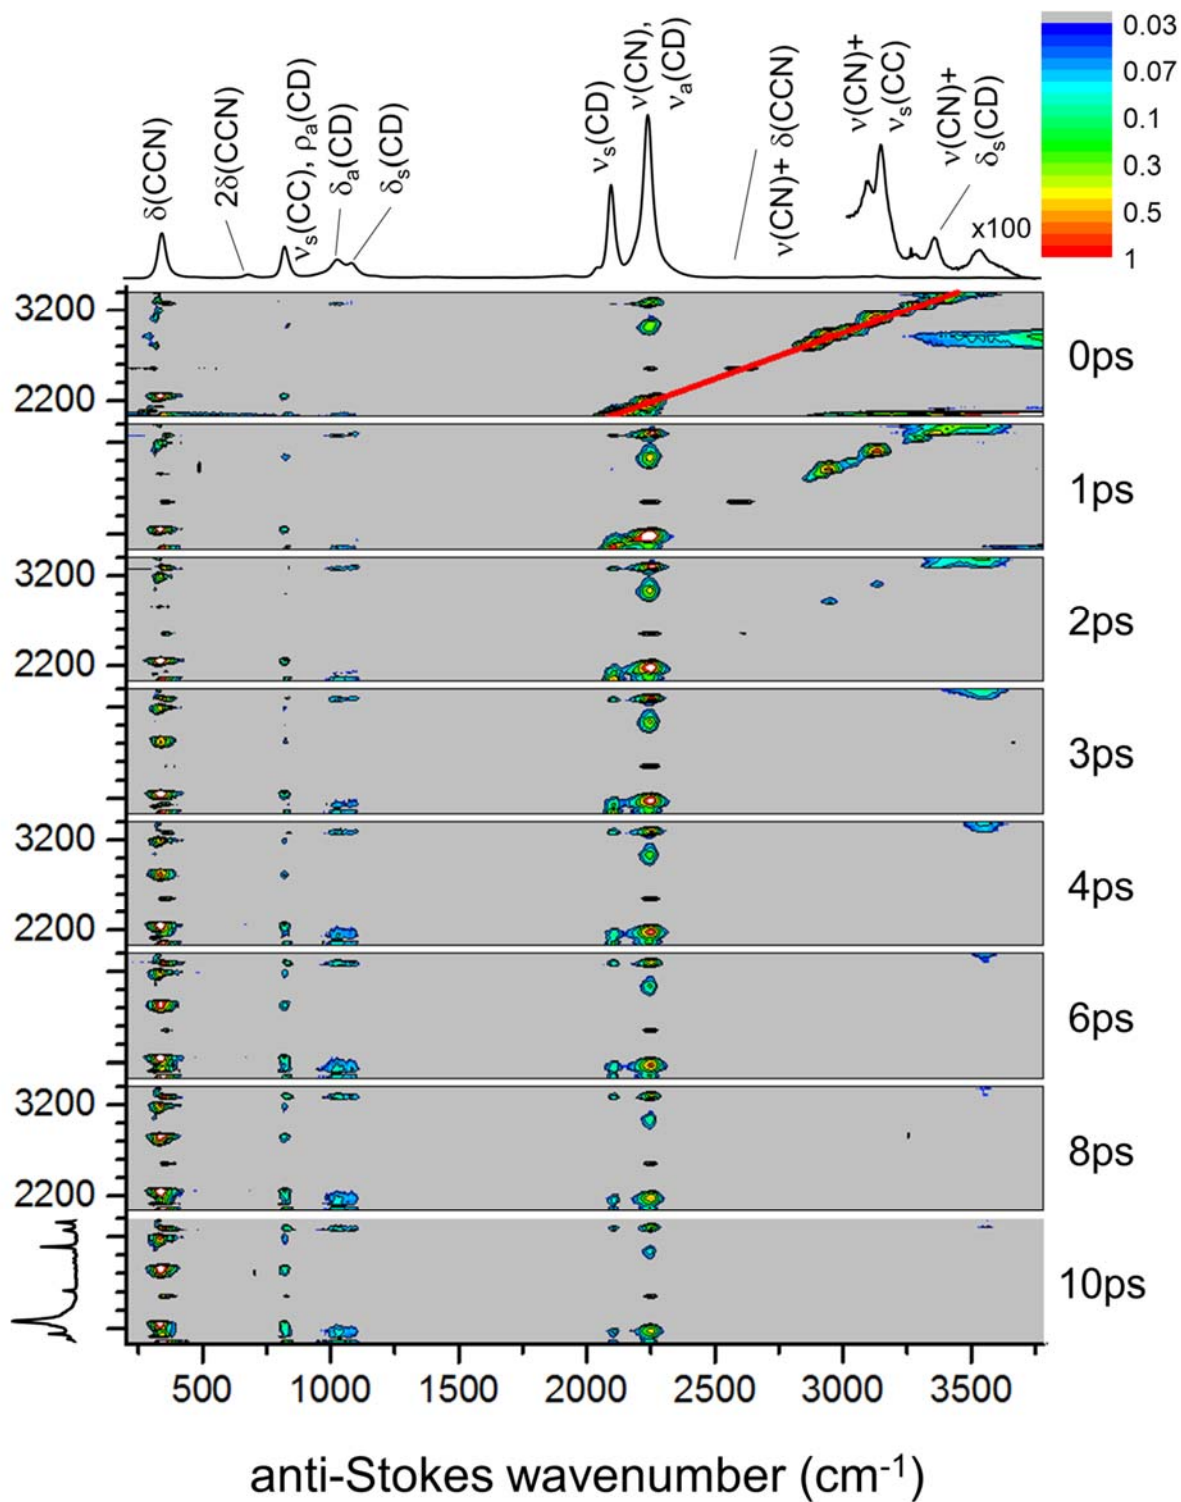 δ(CCN)
2δ(CCN)
νs(CC), ρa(CD)
δa(CD)
δs(CD)
νs(CD)
ν(CN),
νa(CD)
ν(CN)+ δ(CCN)
ν(CN)+
νs(CC)
ν(CN)+
δs(CD)
x100
0.03
0.07
0.1
0.3
0.5
1
3200
2200
0ps
1ps
3200
2200
2ps
3ps
3200
2200
4ps
6ps
3200
2200
8ps
10ps
500
1000
1500
2000
2500
3000
3500
anti-Stokes wavenumber (cm⁻¹)